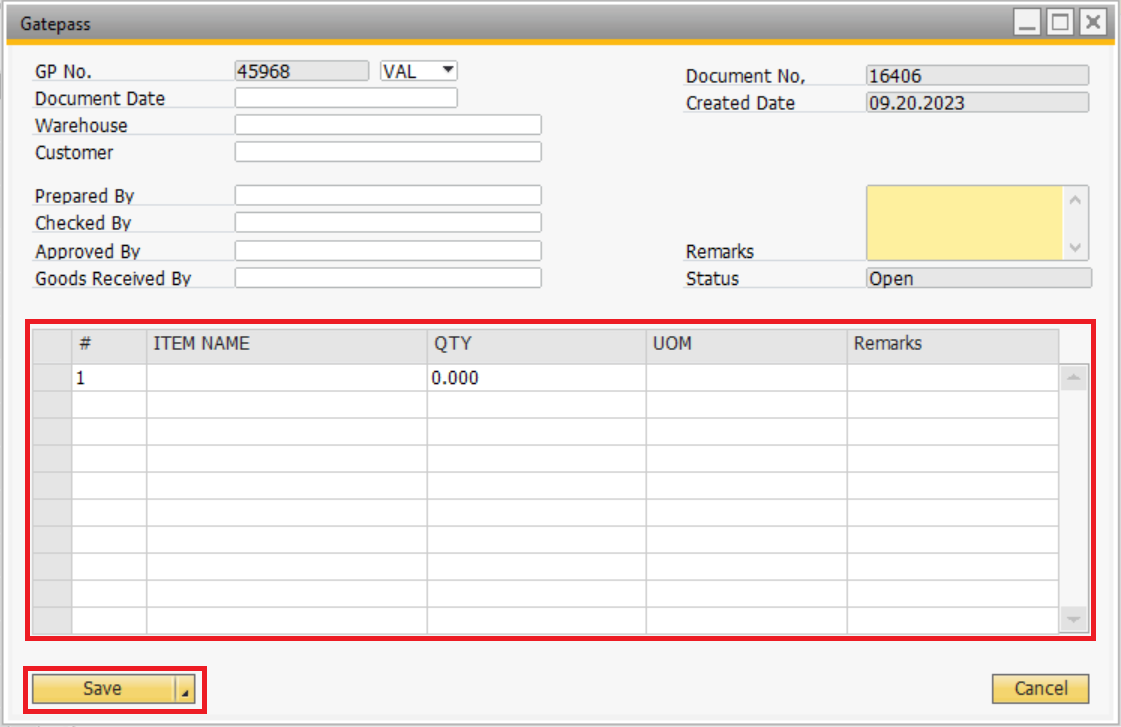 Gatepass
GP No. 45968 VAL
Document No, 16406
Document Date
Created Date 09.20.2023
Warehouse
Customer
Prepared By
Checked By
Approved By
Remarks
Goods Received By
Status Open
# ITEM NAME QTY UOM Remarks
1 0.000
Save Cancel